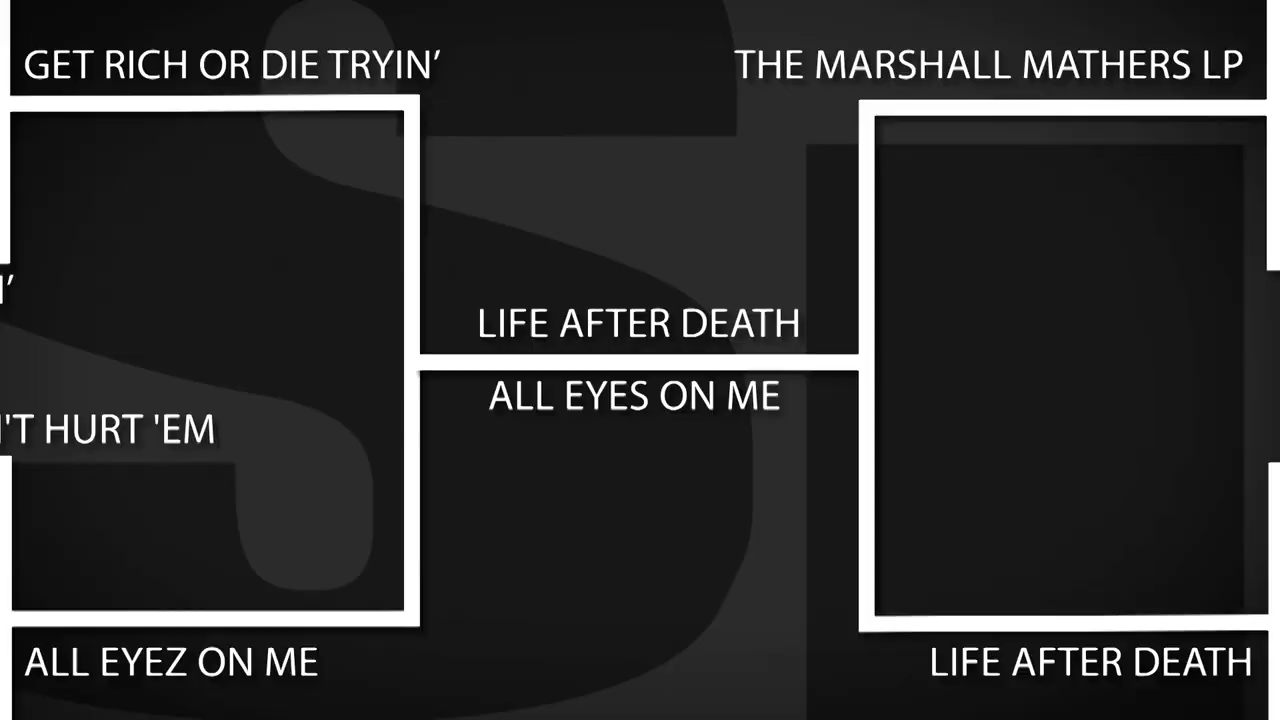 GET RICH OR DIE TRYIN’
THE MARSHALL MATHERS LP
LIFE AFTER DEATH
ALL EYES ON ME
'T HURT 'EM
ALL EYEZ ON ME
LIFE AFTER DEATH